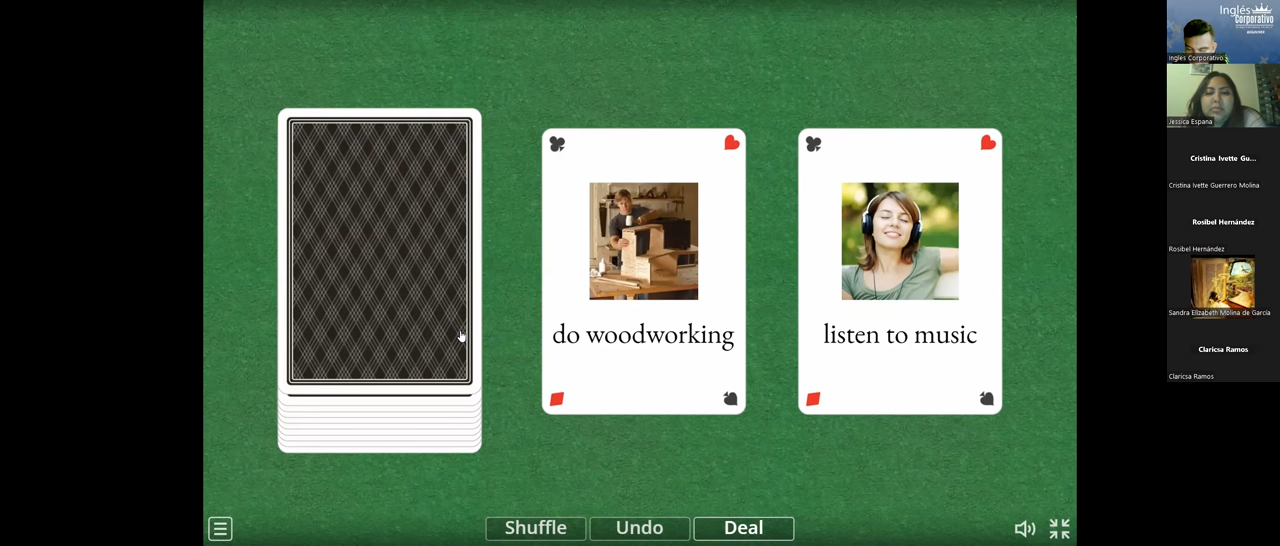 do woodworking
listen to music
Shuffle
Undo
Deal
Inglés
Corporativo
BEGINNER
Ingles Corporativo
Jessica Espana
Cristina Ivette Gu...
Cristina Ivette Guerrero Molina
Rosibel Hernández
Rosibel Hernández
Sandra Elizabeth Molina de García
Claricsa Ramos
Claricsa Ramos